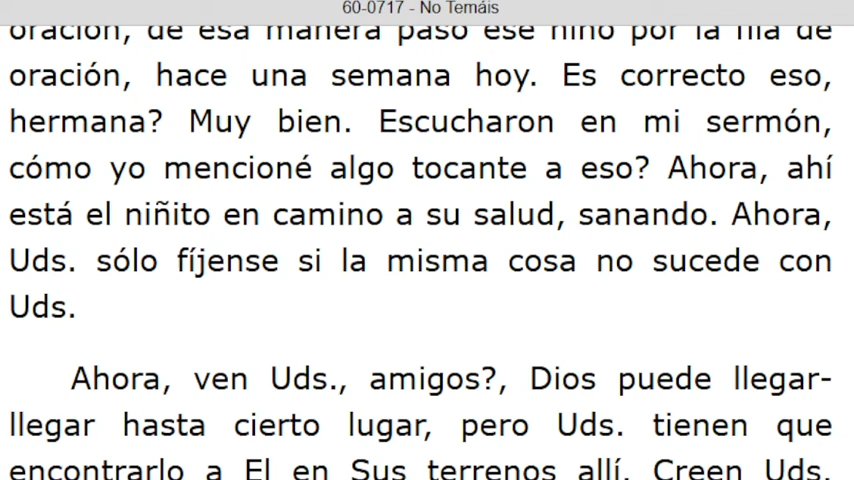 60-0717 - No Temáis
oración, de esa manera pasó ese niño por la fila de
oración, hace una semana hoy. Es correcto eso,
hermana? Muy bien. Escucharon en mi sermón,
cómo yo mencioné algo tocante a eso? Ahora, ahí
está el niñito en camino a su salud, sanando. Ahora,
Uds. sólo fíjense si la misma cosa no sucede con
Uds.
Ahora, ven Uds., amigos?, Dios puede llegar-
llegar hasta cierto lugar, pero Uds. tienen que
encontrarlo a El en Sus terrenos allí. Creen Uds.